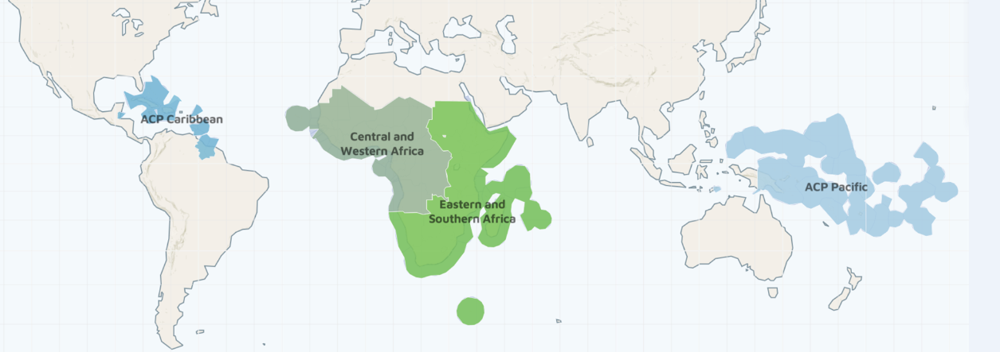 ACP Caribbean
Central and
Western Africa
ACP Pacific
Eastern and
Southern Africa